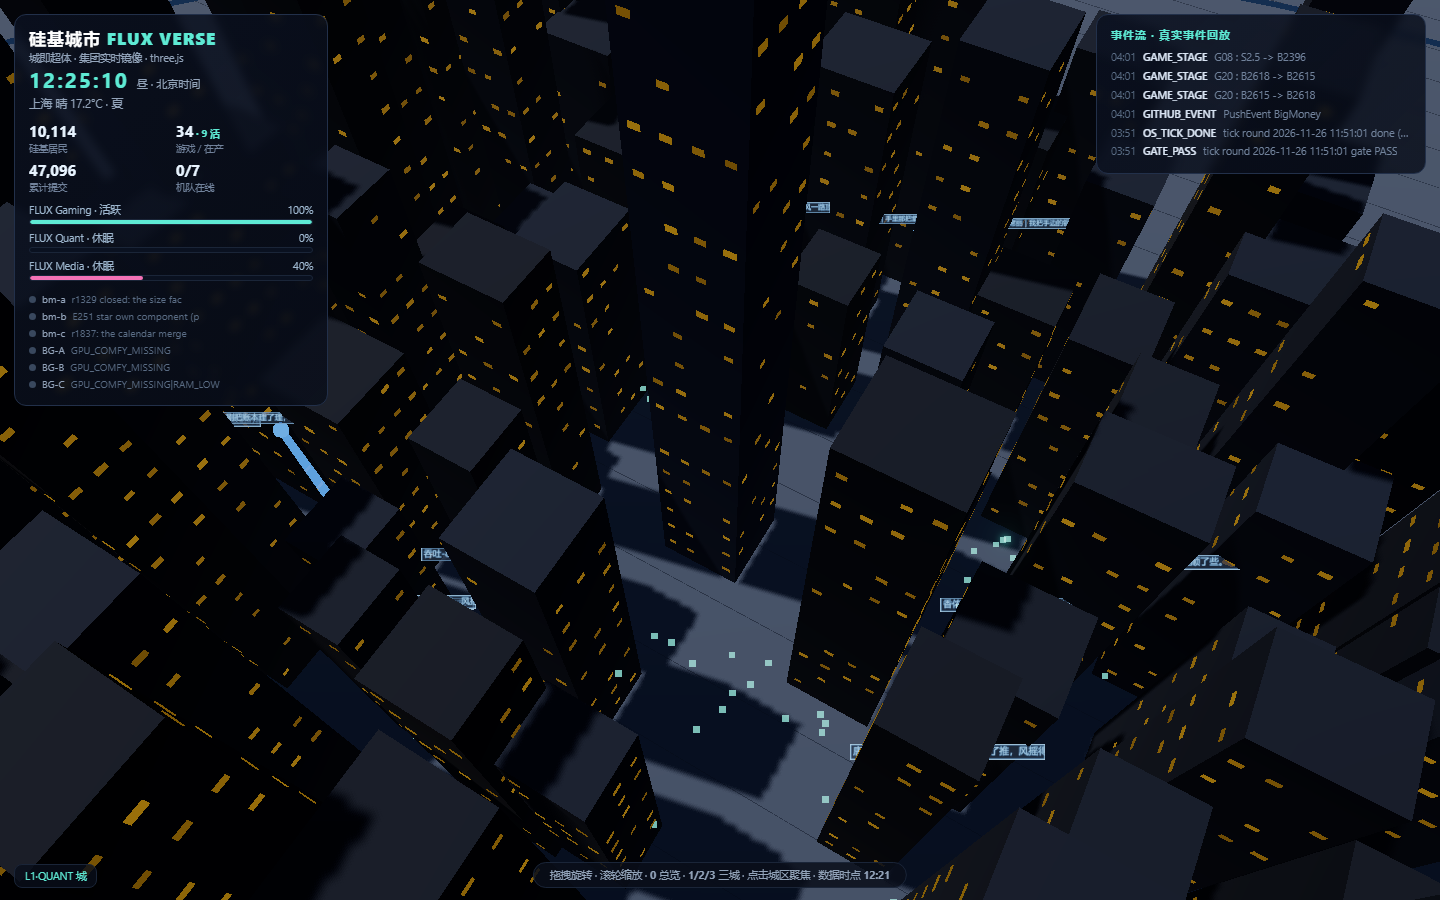 硅基城市 FLUX VERSE
城即超体 · 集团实时镜像 · three.js
12:25:10 昼 · 北京时间
上海 晴 17.2°C · 夏
10,114
硅基居民
34 · 9 活
游戏 / 在产
47,096
累计提交
0/7
机队在线
FLUX Gaming · 活跃 100%
FLUX Quant · 休眠 0%
FLUX Media · 休眠 40%
bm-a r1329 closed: the size fac
bm-b E251 star own component (p
bm-c r1837: the calendar merge
BG-A GPU_COMFY_MISSING
BG-B GPU_COMFY_MISSING
BG-C GPU_COMFY_MISSING|RAM_LOW
事件流 · 真实事件回放
04:01 GAME_STAGE G08 : S2.5 -> B2396
04:01 GAME_STAGE G20 : B2618 -> B2615
04:01 GAME_STAGE G20 : B2615 -> B2618
04:01 GITHUB_EVENT PushEvent BigMoney
03:51 OS_TICK_DONE tick round 2026-11-26 11:51:01 done (...
03:51 GATE_PASS tick round 2026-11-26 11:51:01 gate PASS
吞吐
了推，风摇得
L1·QUANT 城
拖拽旋转 · 滚轮缩放 · 0 总览 · 1/2/3 三城 · 点击城区聚焦 · 数据时点 12:21